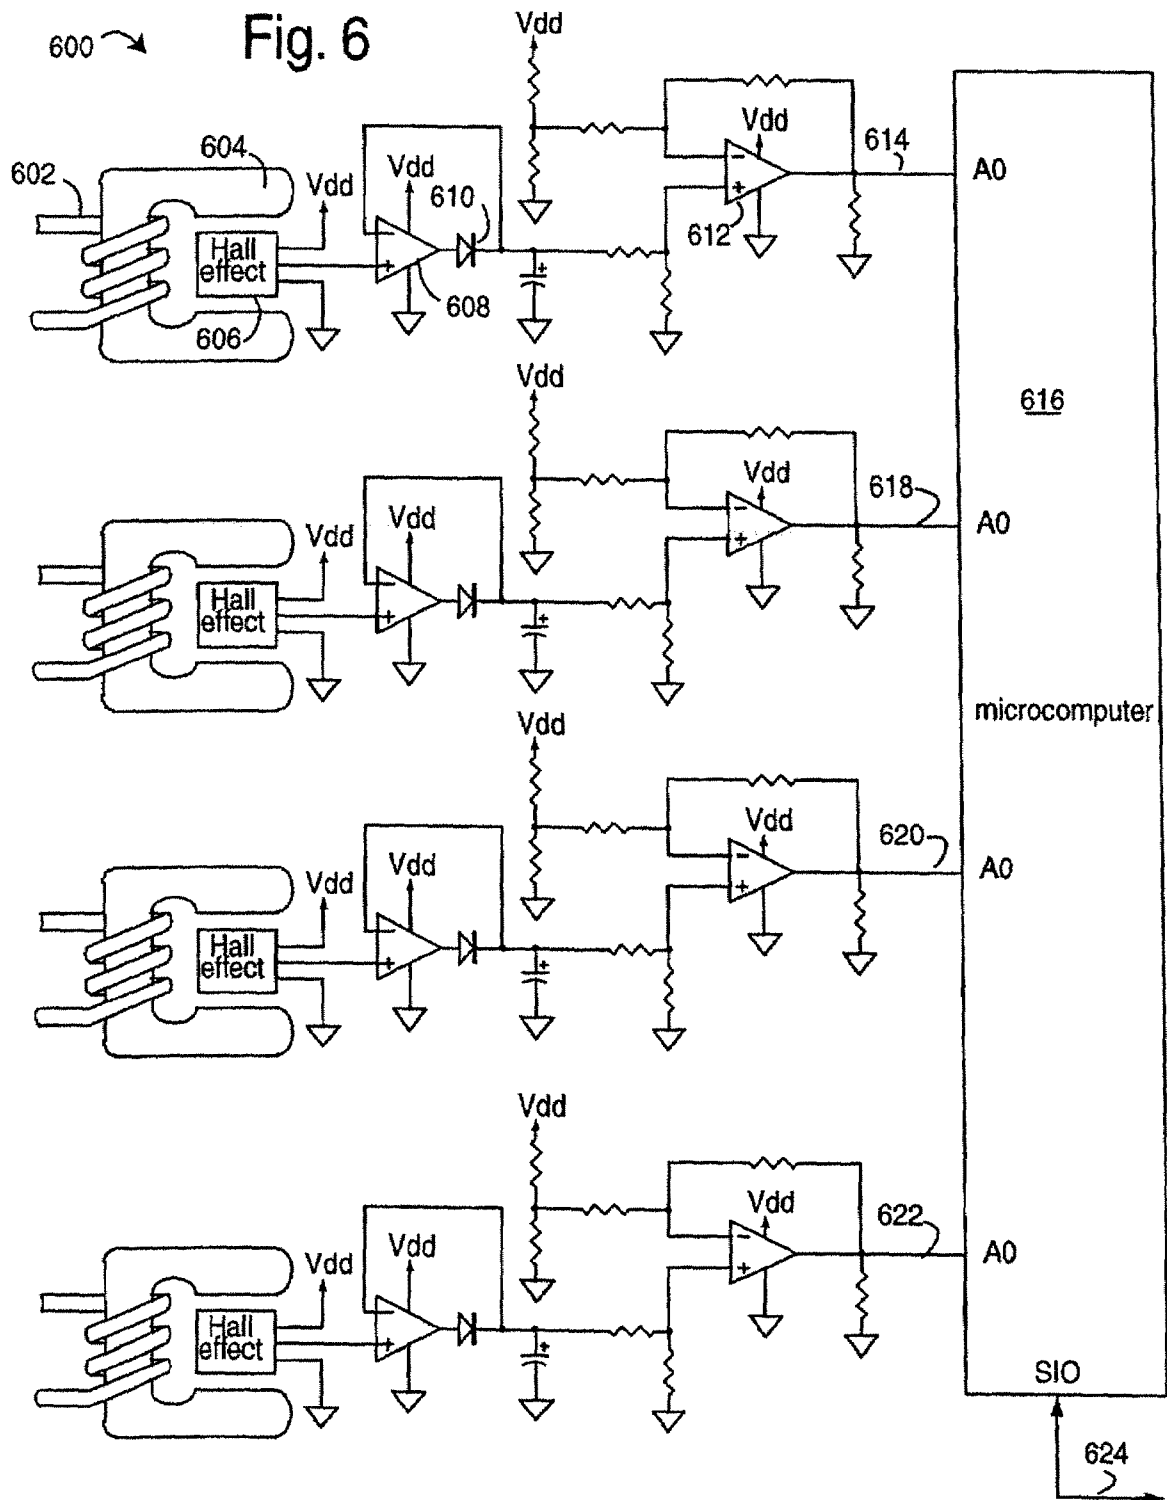 Fig. 6
600
Vdd
604
602
Vdd
Vdd
610
Vdd
614
A0
Hall
effect
-
+
608
-
+
612
606
+
Vdd
616
Vdd
Vdd
Vdd
618
A0
Hall
effect
-
+
-
+
+
microcomputer
Vdd
Vdd
Vdd
Vdd
620
A0
Hall
effect
-
+
-
+
+
Vdd
Vdd
Vdd
Vdd
622
A0
Hall
effect
-
+
-
+
+
SIO
624